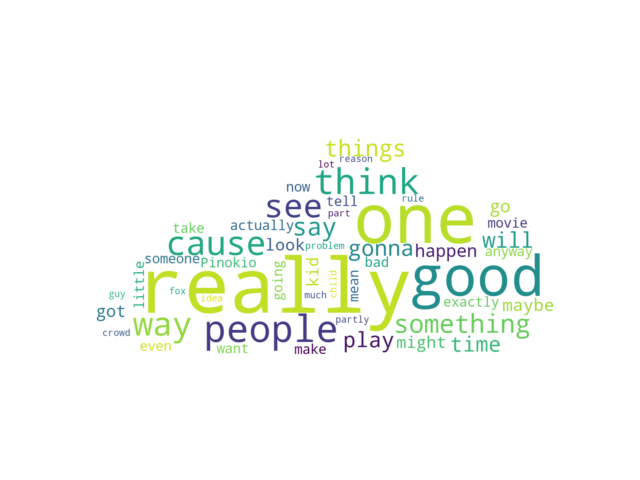 things
lot reason
think
now
see tell rule
part
one
go
take actually say movie
cause look problem gonna happen will
anyway
someone Pinokio going kid mean bad good
little really
guy fox idea much child exactly maybe
got
crowd way people partly something
play might time
even want make